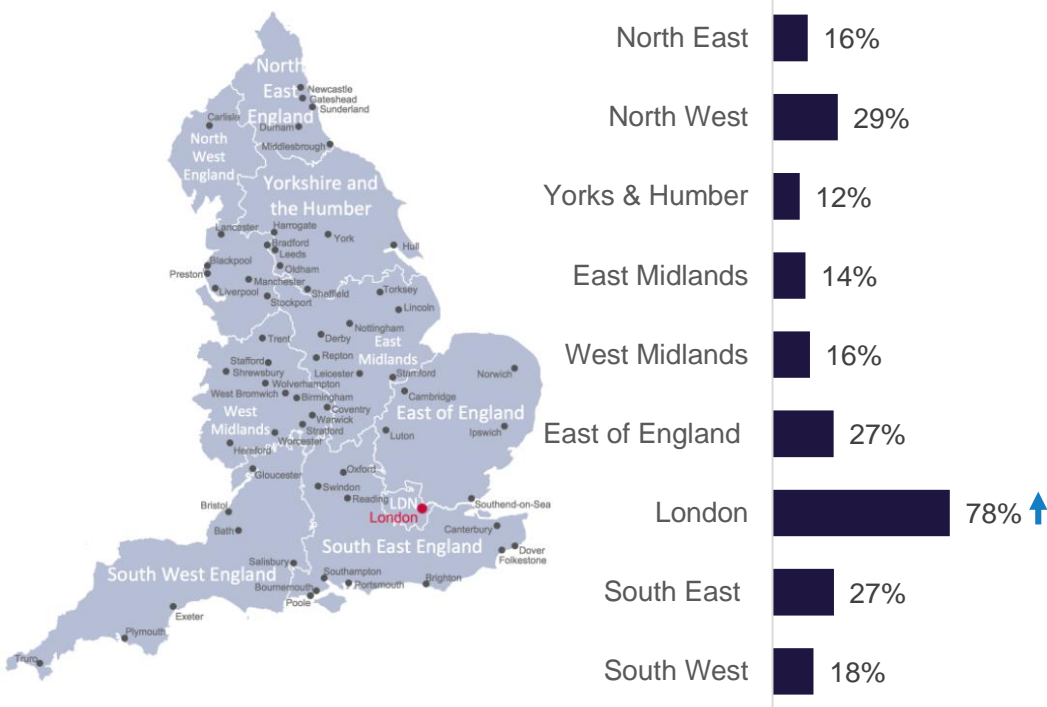 North
East
England
Newcastle
Gateshead
Sunderland
Carlisle
Durham
North
West
England
Middlesbrough
Yorkshire and
the Humber
Lancaster
Harrogate
York
Bradford
Leeds
Hull
Blackpool
Oldham
Preston
Manchester
Liverpool
Stockport
Sheffield
Torksey
Lincoln
Nottingham
Trent
Derby
East
Midlands
Stafford
Repton
Shrewsbury
Leicester
Stamford
Norwich
Wolverhampton
West Bromwich
Birmingham
Cambridge
West
Midlands
Coventry
Warwick
Stratford
East of England
Luton
Ipswich
Worcester
Hereford
Gloucester
Oxford
Swindon
Reading
LDN
London
Southend-on-Sea
Bristol
Bath
Canterbury
South East England
Dover
Folkestone
Salisbury
South West England
Southampton
Bournemouth
Portsmouth
Brighton
Poole
Exeter
Plymouth
Truro
North East 16%
North West 29%
Yorks & Humber 12%
East Midlands 14%
West Midlands 16%
East of England 27%
London 78%
South East 27%
South West 18%